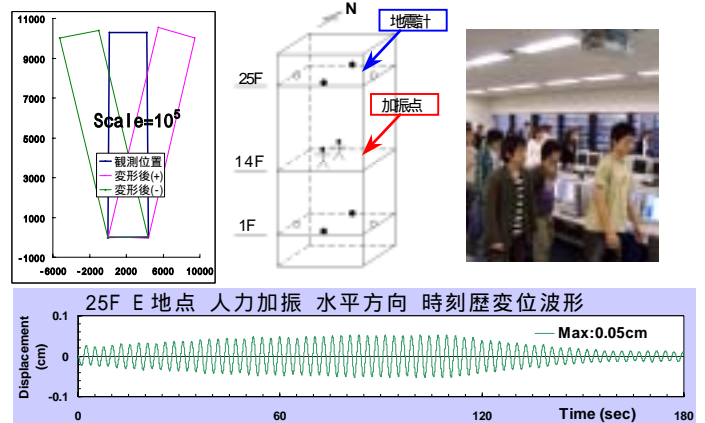 11000
9000
7000
5000
3000
1000
-1000
-6000 -2000 2000 6000 10000
Scale=10⁵
観測位置
変形後(+)
変形後(-)
N
地震計
25F
加振点
14F
1F
25F E地点 人力加振 水平方向 時刻歴変位波形
Displacement
(cm)
0.1
0
-0.1
Max:0.05cm
0 60 120 180
Time (sec)